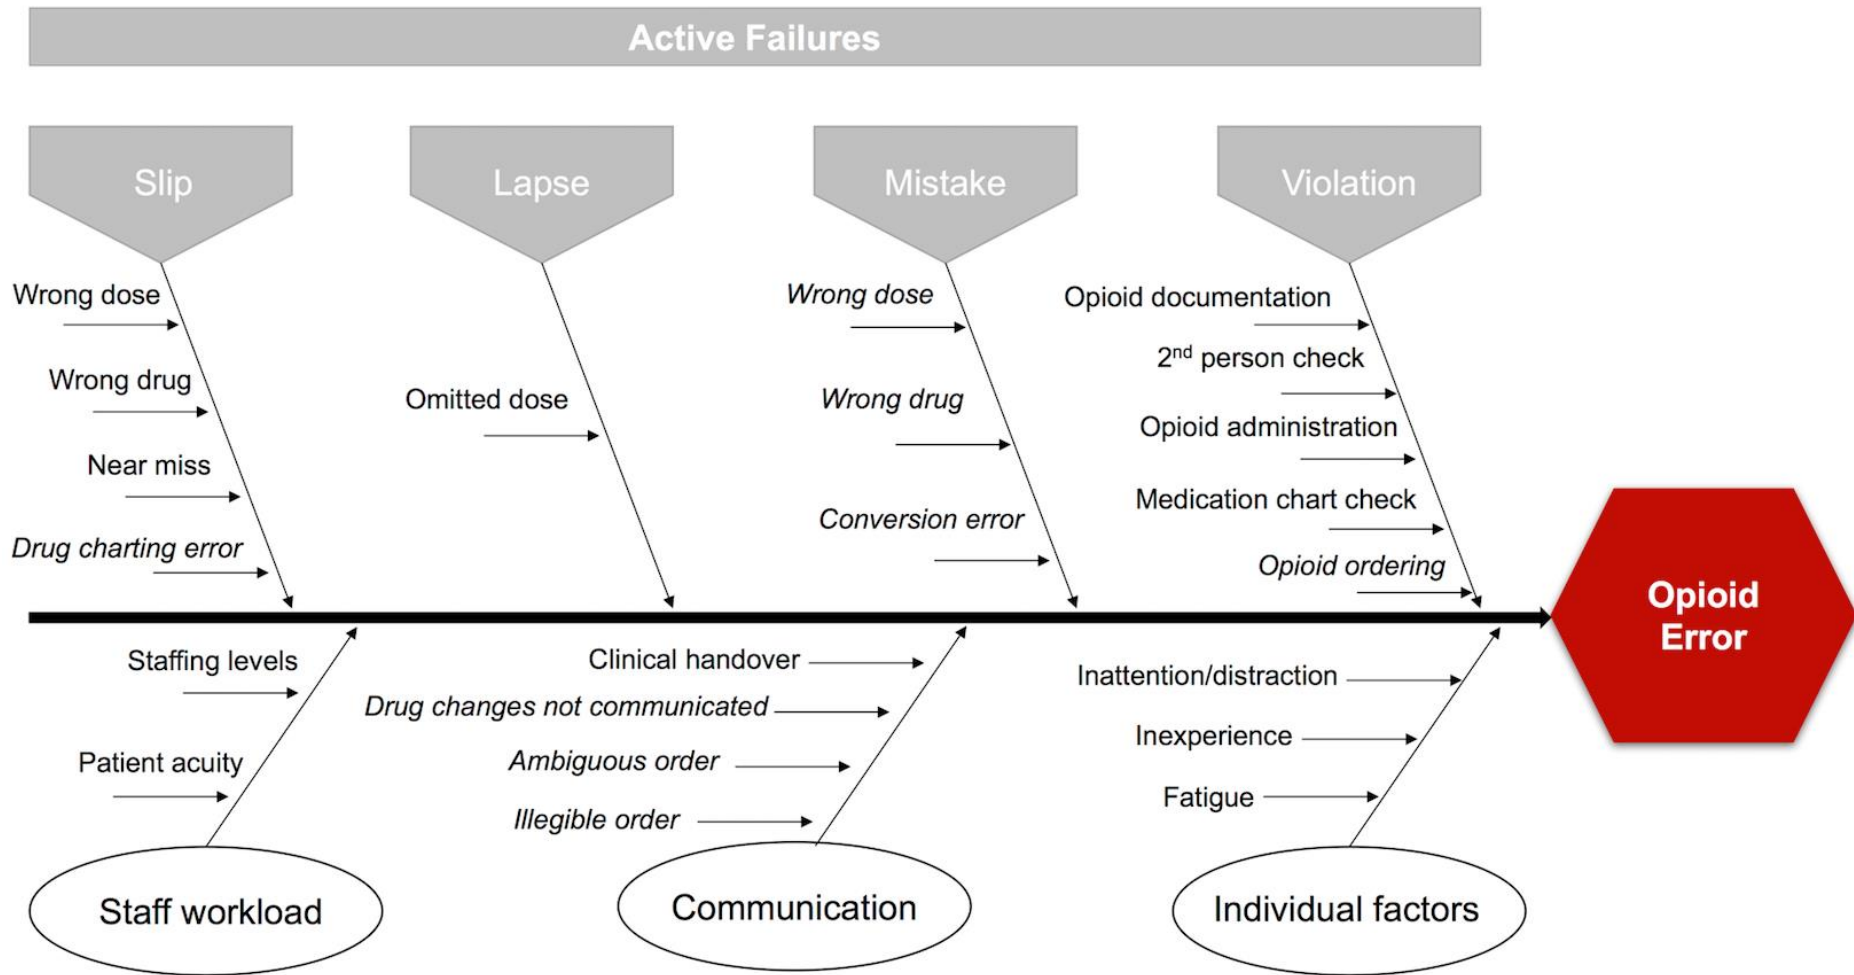 Active Failures
Slip
Lapse
Mistake
Violation
Wrong dose
Wrong drug
Near miss
Drug charting error
Omitted dose
Wrong dose
Wrong drug
Conversion error
Opioid documentation
2nd person check
Opioid administration
Medication chart check
Opioid ordering
Opioid
Error
Staffing levels
Patient acuity
Staff workload
Clinical handover
Drug changes not communicated
Ambiguous order
Illegible order
Communication
Inattention/distraction
Inexperience
Fatigue
Individual factors